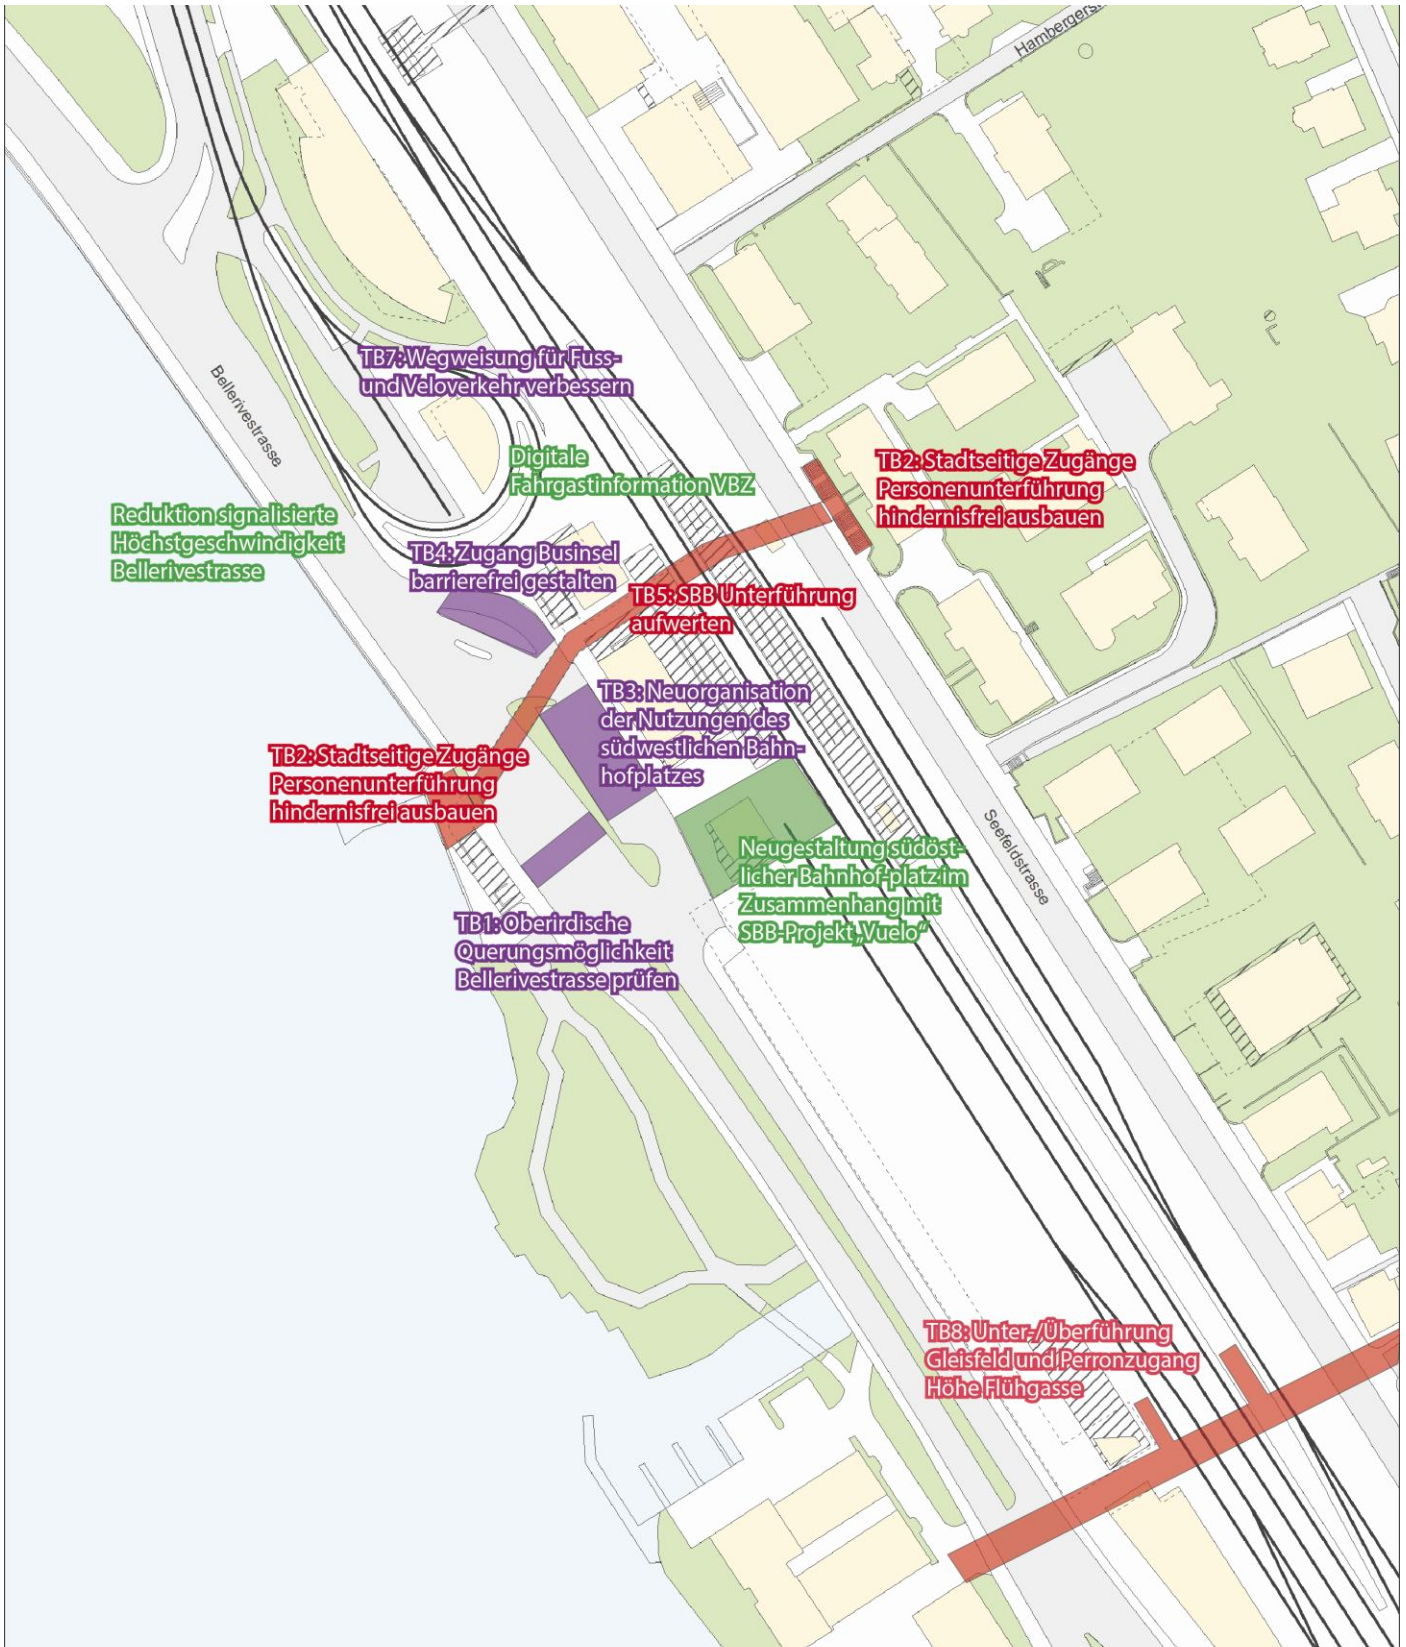 Hambergers
TB7: Wegweisung für Fuss-
und Veloverkehr verbessern
Bellerivestrasse
Digitale
Fahrgastinformation VBZ
TB2: Stadtseitige Zugänge
Personenunterführung
hindernisfrei ausbauen
Reduktion signalisierte
Höchstgeschwindigkeit
Bellerivestrasse
TB4: Zugang Businsel
barrierefrei gestalten
TB5: SBB Unterführung
aufwerten
TB3: Neuorganisation
der Nutzungen des
südwestlichen Bahn-
hofplatzes
TB2: Stadtseitige Zugänge
Personenunterführung
hindernisfrei ausbauen
Seefeldstrasse
Neugestaltung südöst-
licher Bahnhof-platz im
Zusammenhang mit
SBB-Projekt „Vuelo“
TB1: Oberirdische
Querungsmöglichkeit
Bellerivestrasse prüfen
TB8: Unter-/Überführung
Gleisfeld und Perronzugang
Höhe Flühgasse